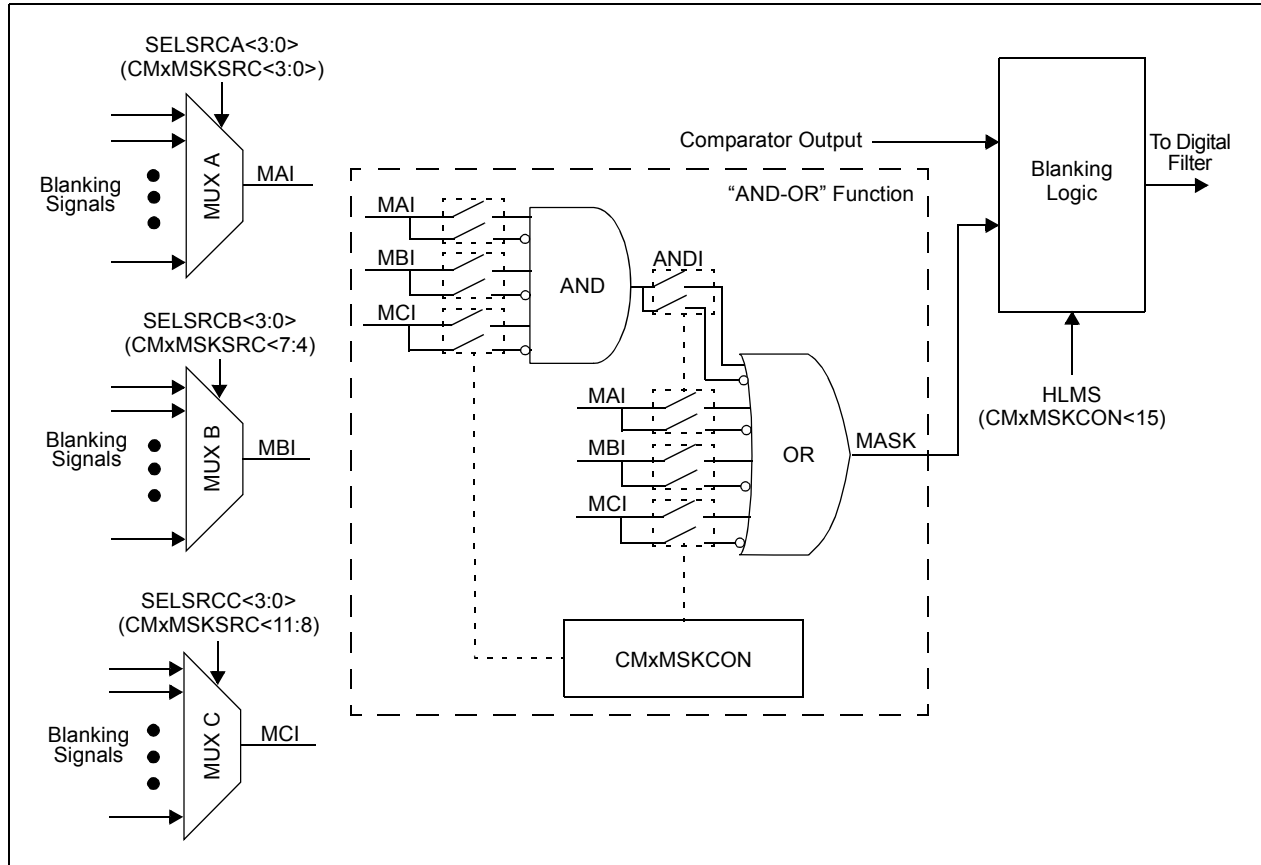 SELSRCA<3:0>
(CMxMSKSRC<3:0>)
Blanking
Signals
MUX A
MAI
SELSRCB<3:0>
(CMxMSKSRC<7:4)
Blanking
Signals
MUX B
MBI
SELSRCC<3:0>
(CMxMSKSRC<11:8)
Blanking
Signals
MUX C
MCI
“AND-OR” Function
MAI
MBI
MCI
AND
ANDI
MAI
MBI
MCI
OR
MASK
CMxMSKCON
Comparator Output
Blanking
Logic
To Digital
Filter
HLMS
(CMxMSKCON<15)